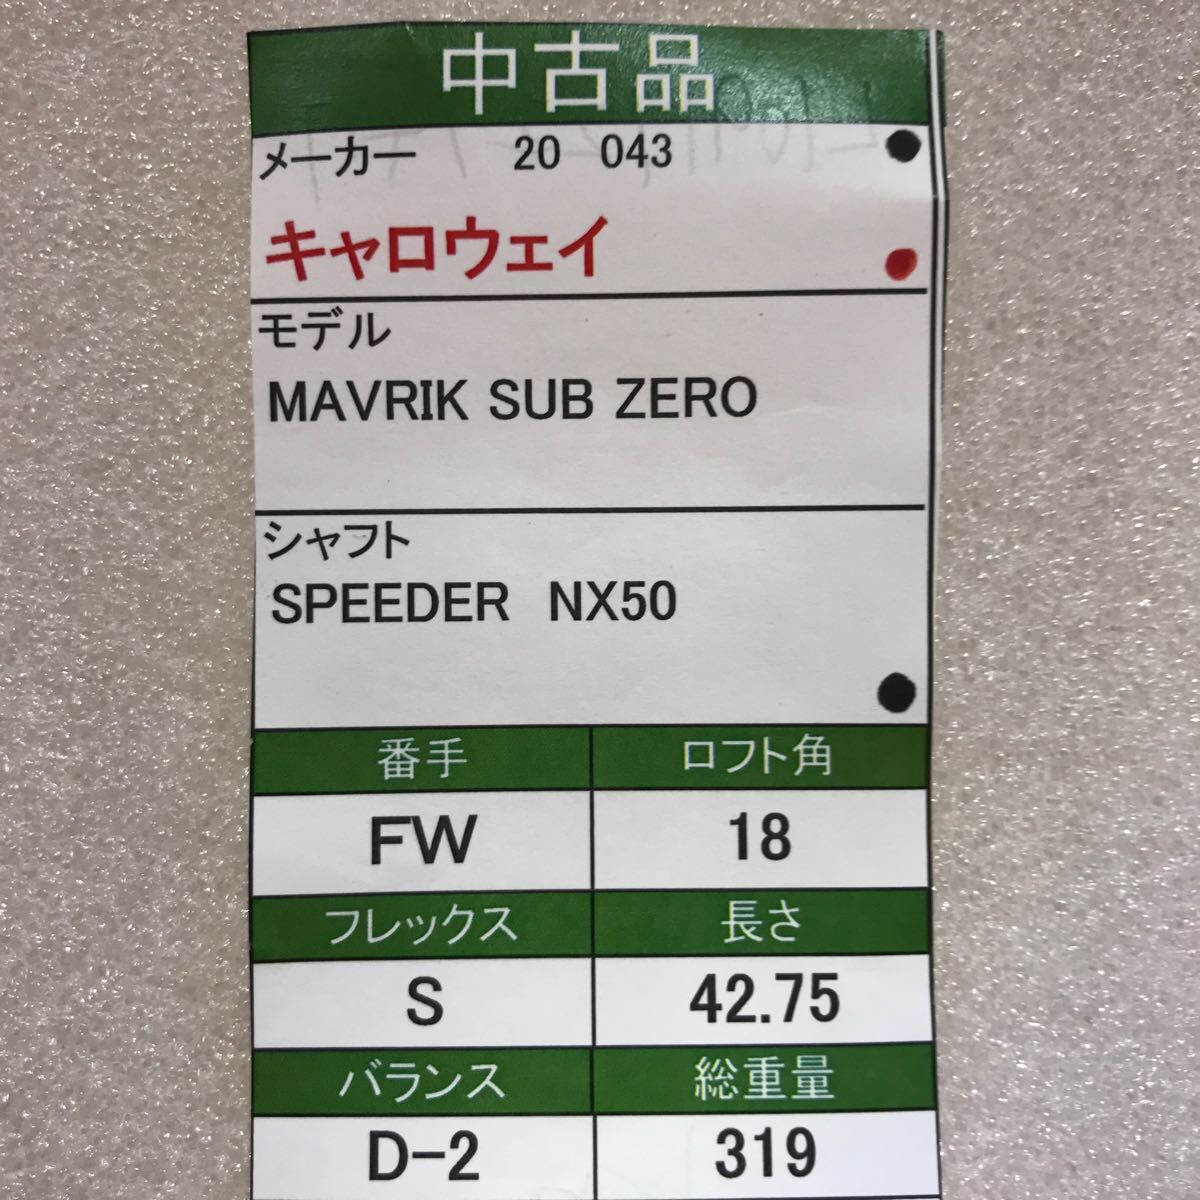 中古品
メーカー 20 043
キャロウェイ
モデル
MAVRIK SUB ZERO
シャフト
SPEEDER NX50
番手 ロフト角
FW 18
フレックス 長さ
S 42.75
バランス 総重量
D-2 319